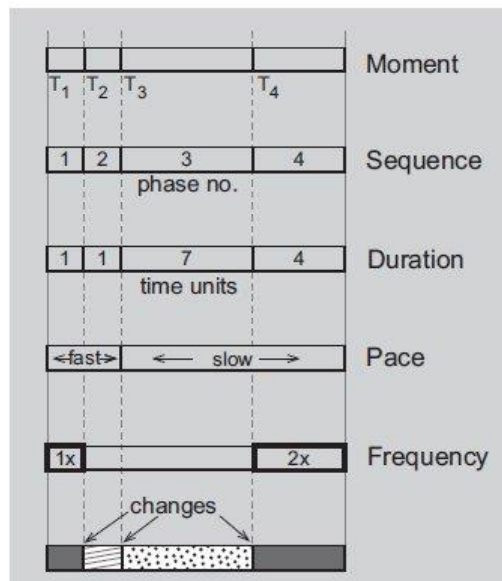 Moment
T1 T2 T3 T4
1 2 3 4 Sequence
phase no.
1 1 7 4 Duration
time units
fast slow Pace
1x 2x Frequency
changes